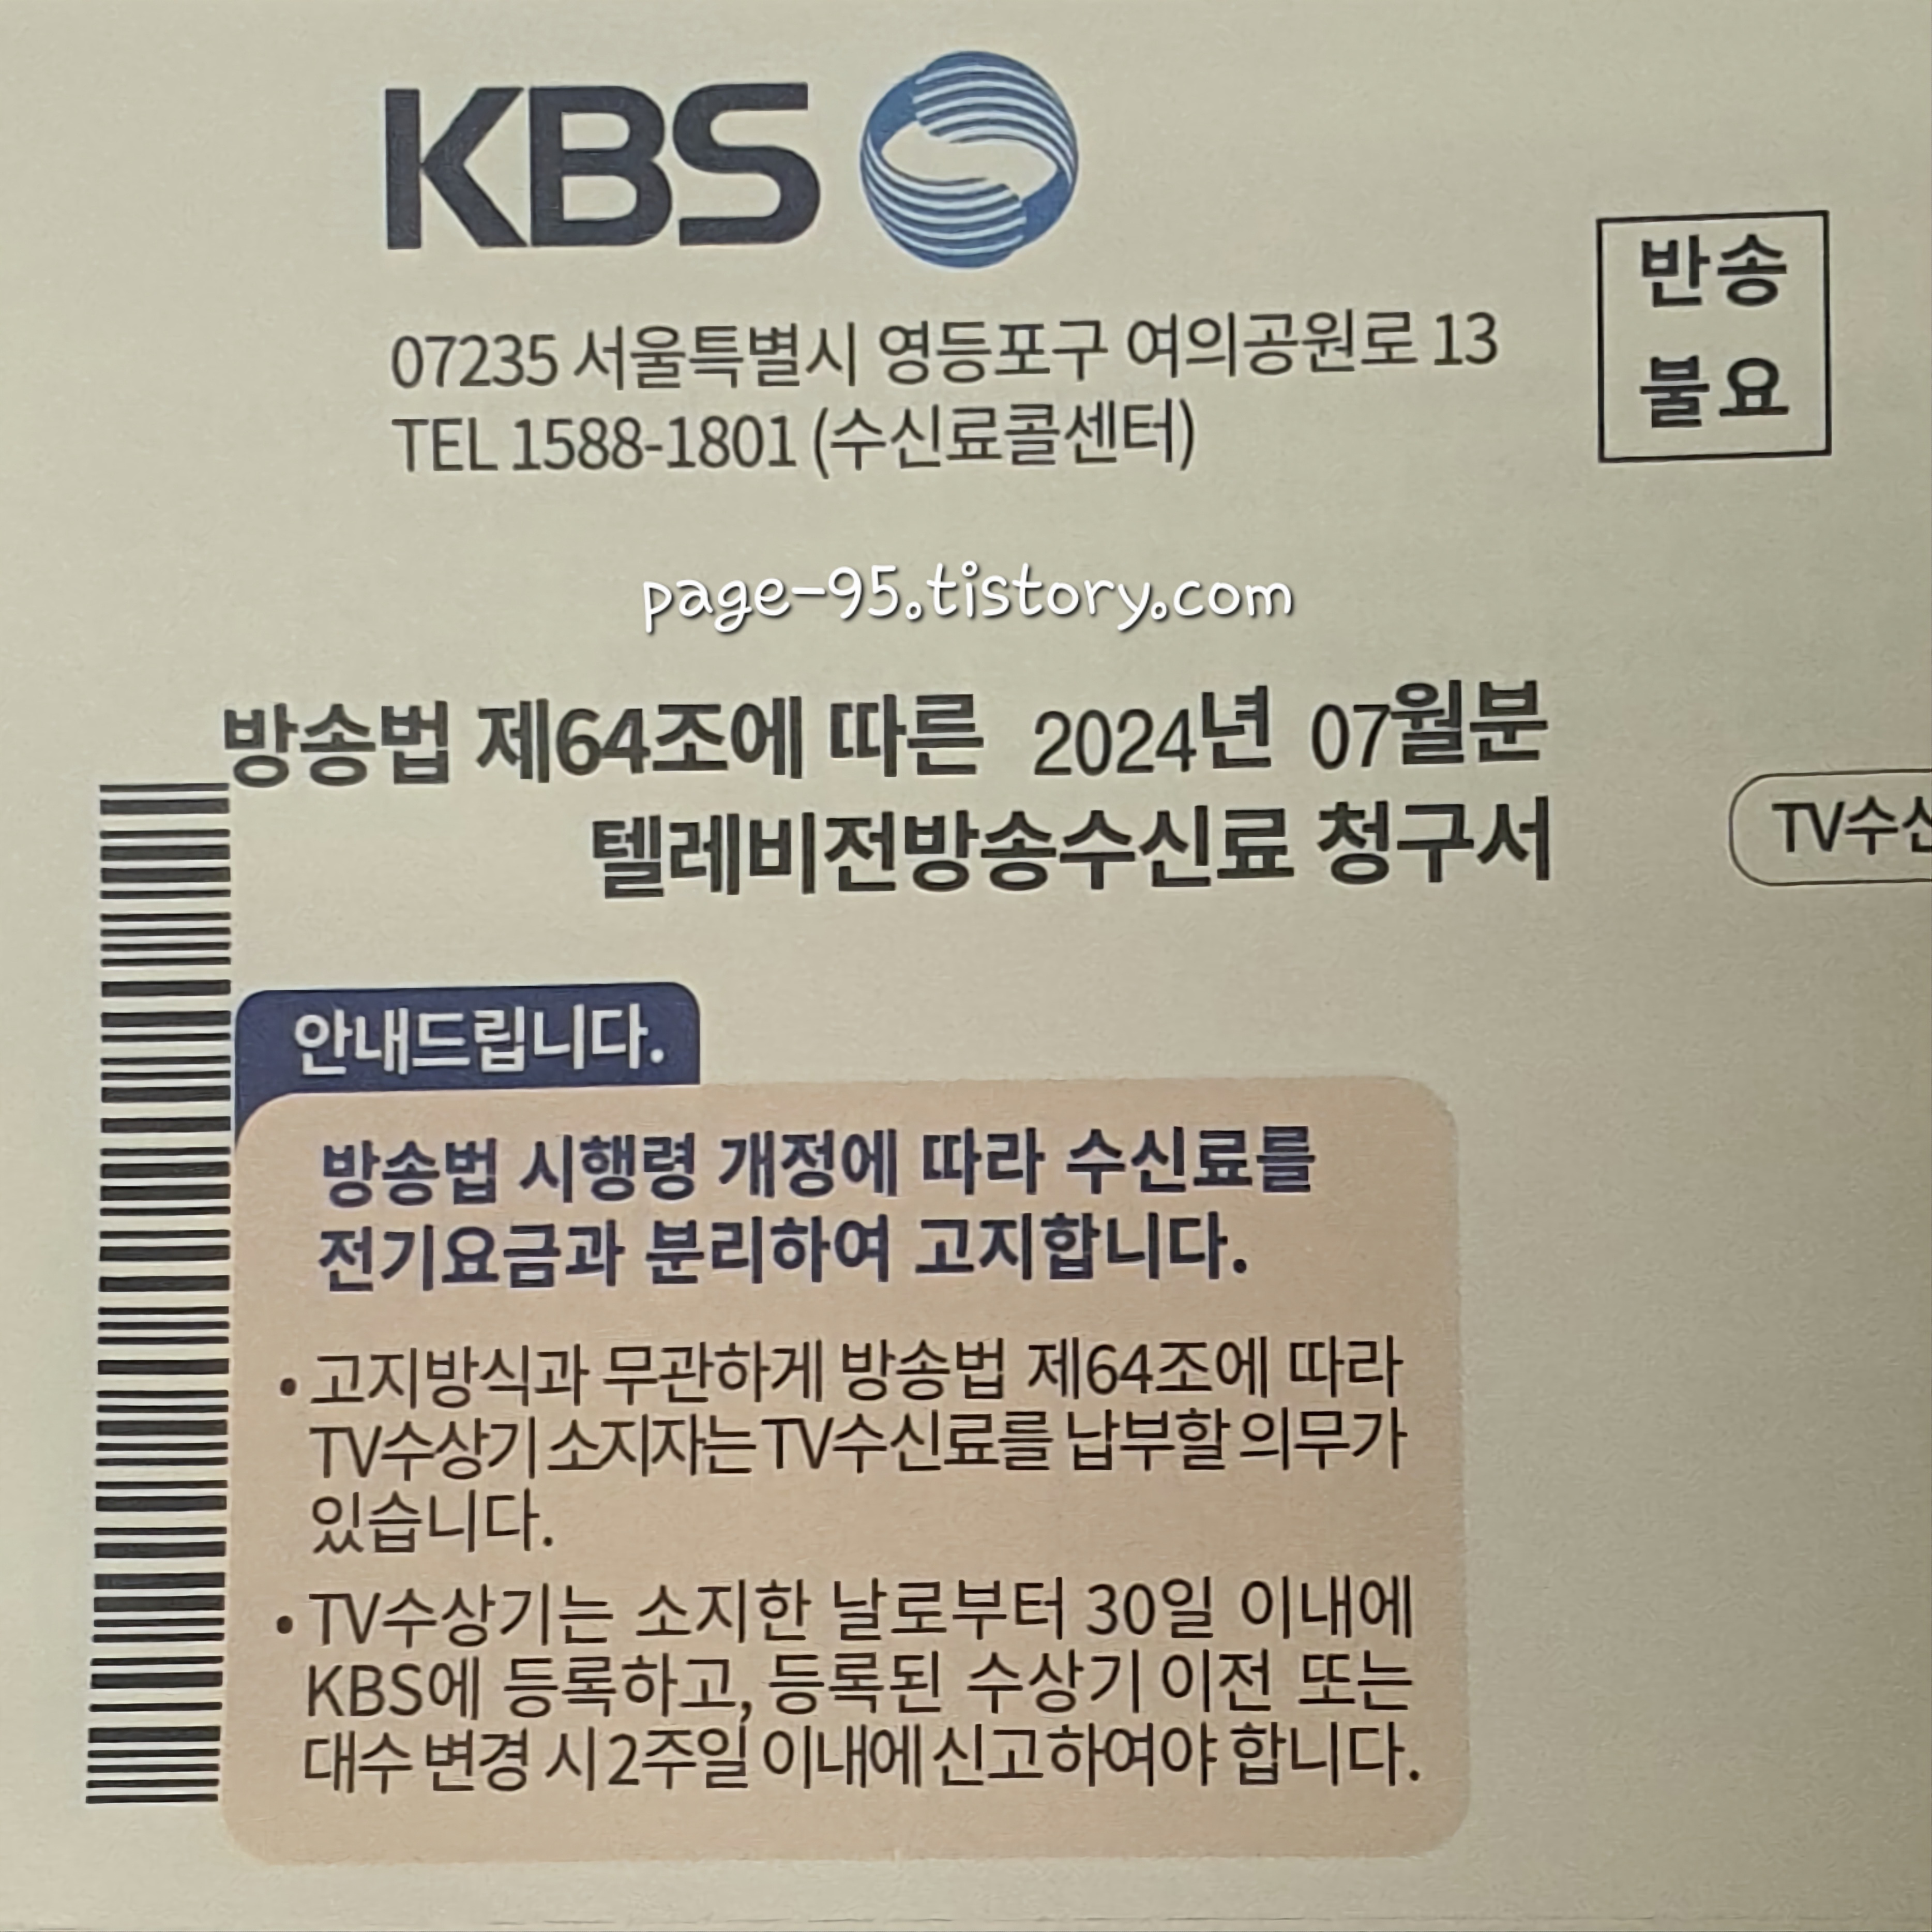 KBS
07235 서울특별시 영등포구 여의공원로 13
TEL 1588-1801 (수신료콜센터)
반송
불요
page-95.tistory.com
방송법 제64조에 따른 2024년 07월분
텔레비전방송수신료 청구서
TV수
안내드립니다.
방송법 시행령 개정에 따라 수신료를
전기요금과 분리하여 고지합니다.
• 고지방식과 무관하게 방송법 제64조에 따라
TV수상기 소지자는 TV수신료를 납부할 의무가
있습니다.
• TV수상기는 소지한 날로부터 30일 이내에
KBS에 등록하고, 등록된 수상기 이전 또는
대수 변경 시 2주일 이내에 신고하여야 합니다.